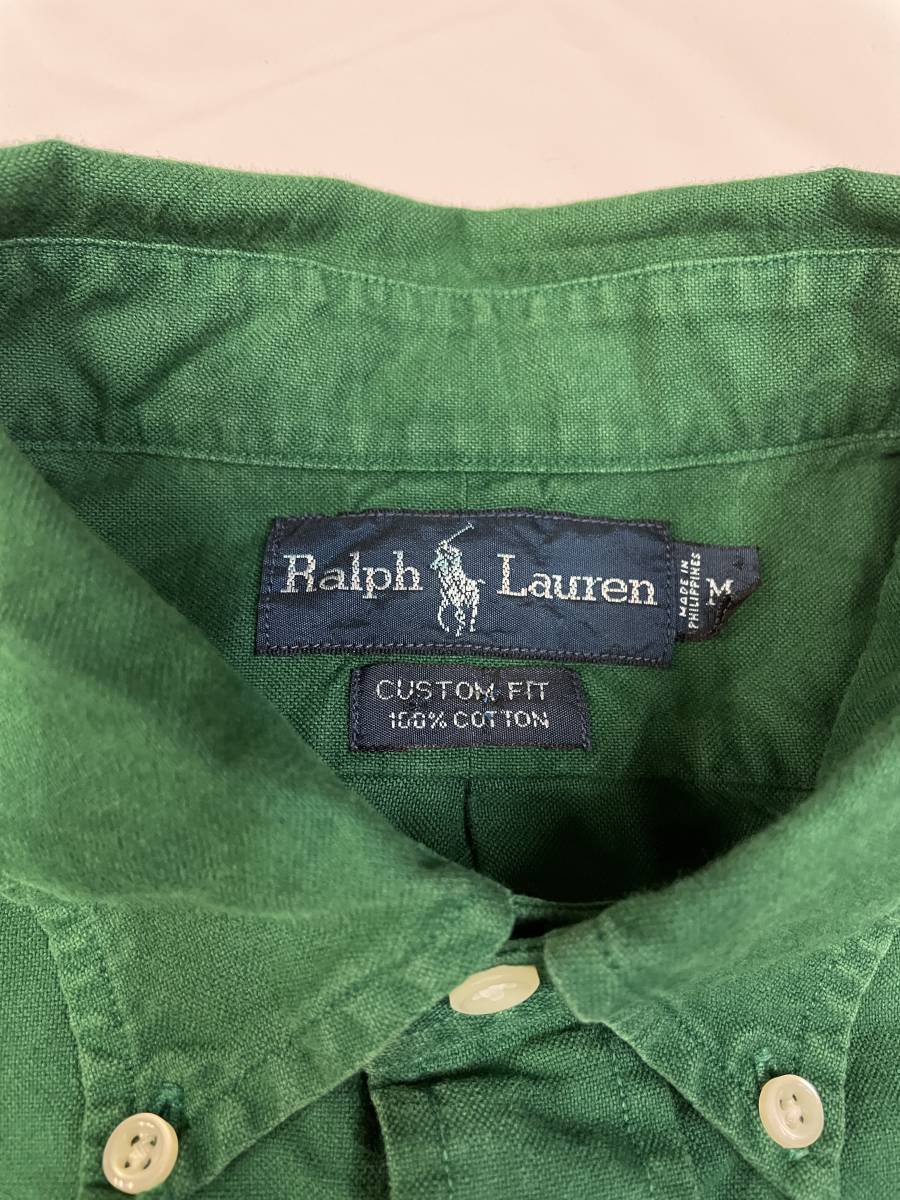 Ralph Lauren
MADE IN
PHILIPPINES
M
CUSTOM FIT
100% COTTON